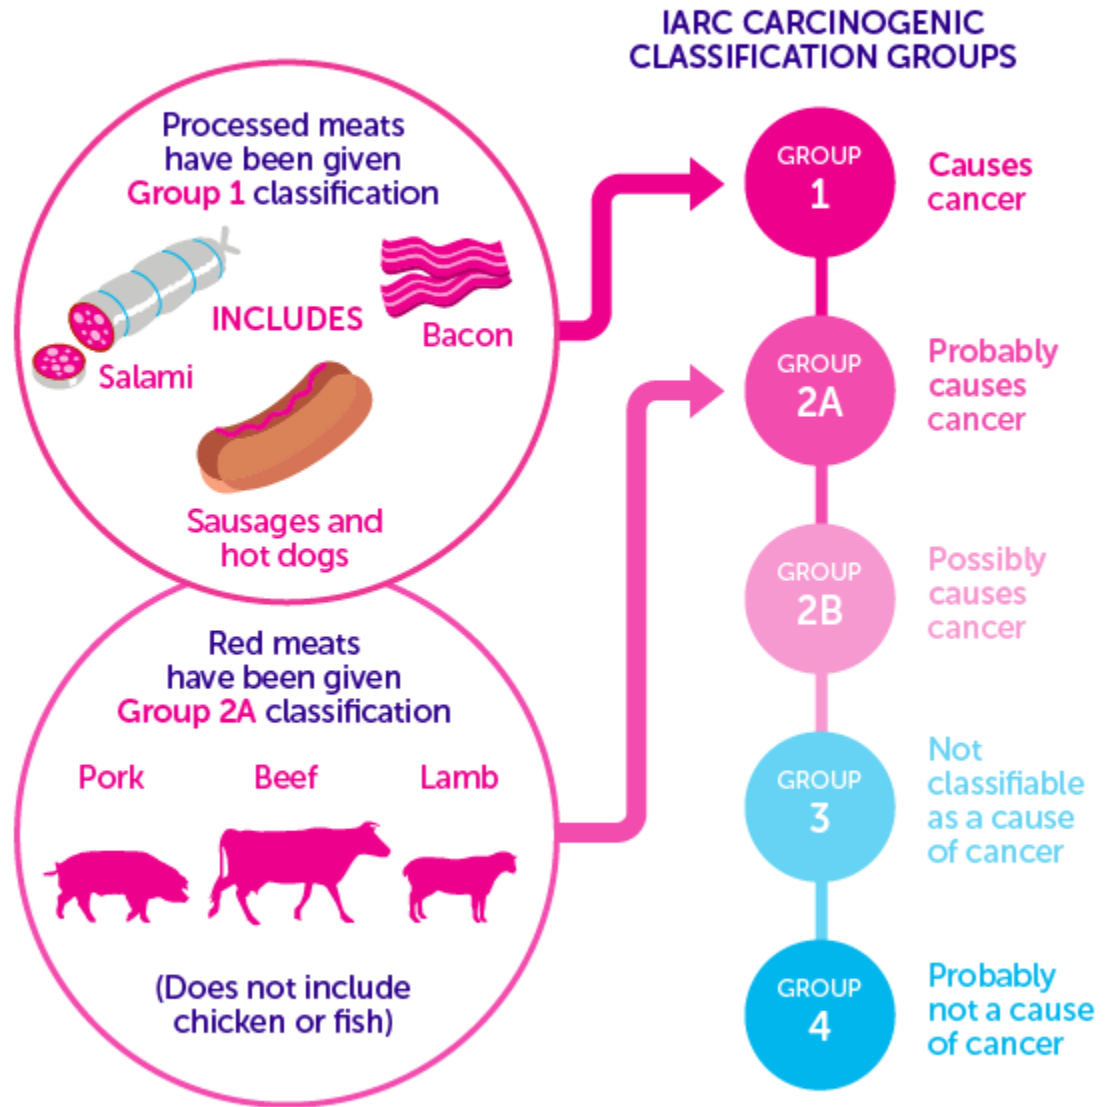 IARC CARCINOGENIC
CLASSIFICATION GROUPS
Processed meats
have been given
Group 1 classification
INCLUDES
Bacon
Salami
Sausages and
hot dogs
Red meats
have been given
Group 2A classification
Pork
Beef
Lamb
(Does not include
chicken or fish)
GROUP
1
Causes
cancer
GROUP
2A
Probably
causes
cancer
GROUP
2B
Possibly
causes
cancer
GROUP
3
Not
classifiable
as a cause
of cancer
GROUP
4
Probably
not a cause
of cancer